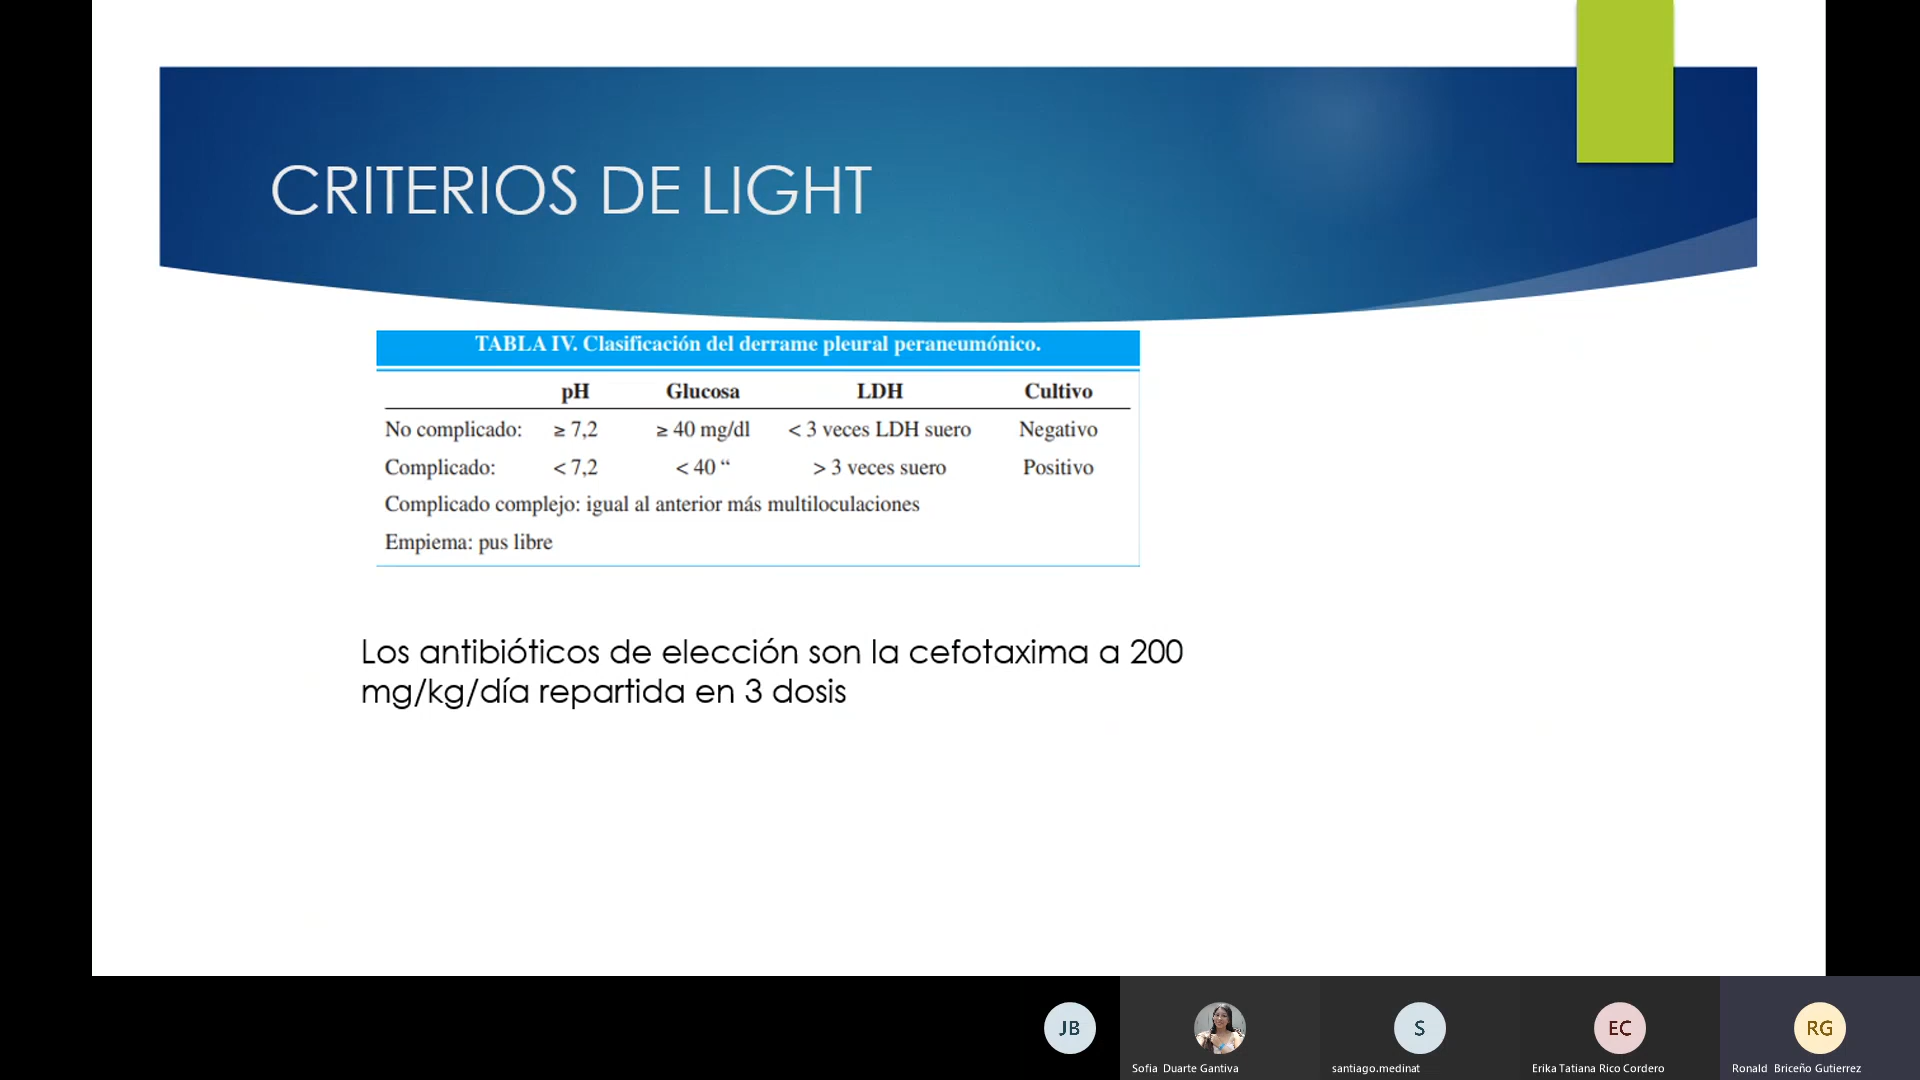 CRITERIOS DE LIGHT
TABLA IV. Clasificación del derrame pleural peraneumónico.
pH Glucosa LDH Cultivo
No complicado: ≥ 7,2 ≥ 40 mg/dl < 3 veces LDH suero Negativo
Complicado: < 7,2 < 40 “ > 3 veces suero Positivo
Complicado complejo: igual al anterior más multiloculaciones
Empiema: pus libre
Los antibióticos de elección son la cefotaxima a 200
mg/kg/día repartida en 3 dosis
JB S EC RG
Sofia Duarte Gantiva santiago.medinat Erika Tatiana Rico Cordero Ronald Briceño Gutierrez